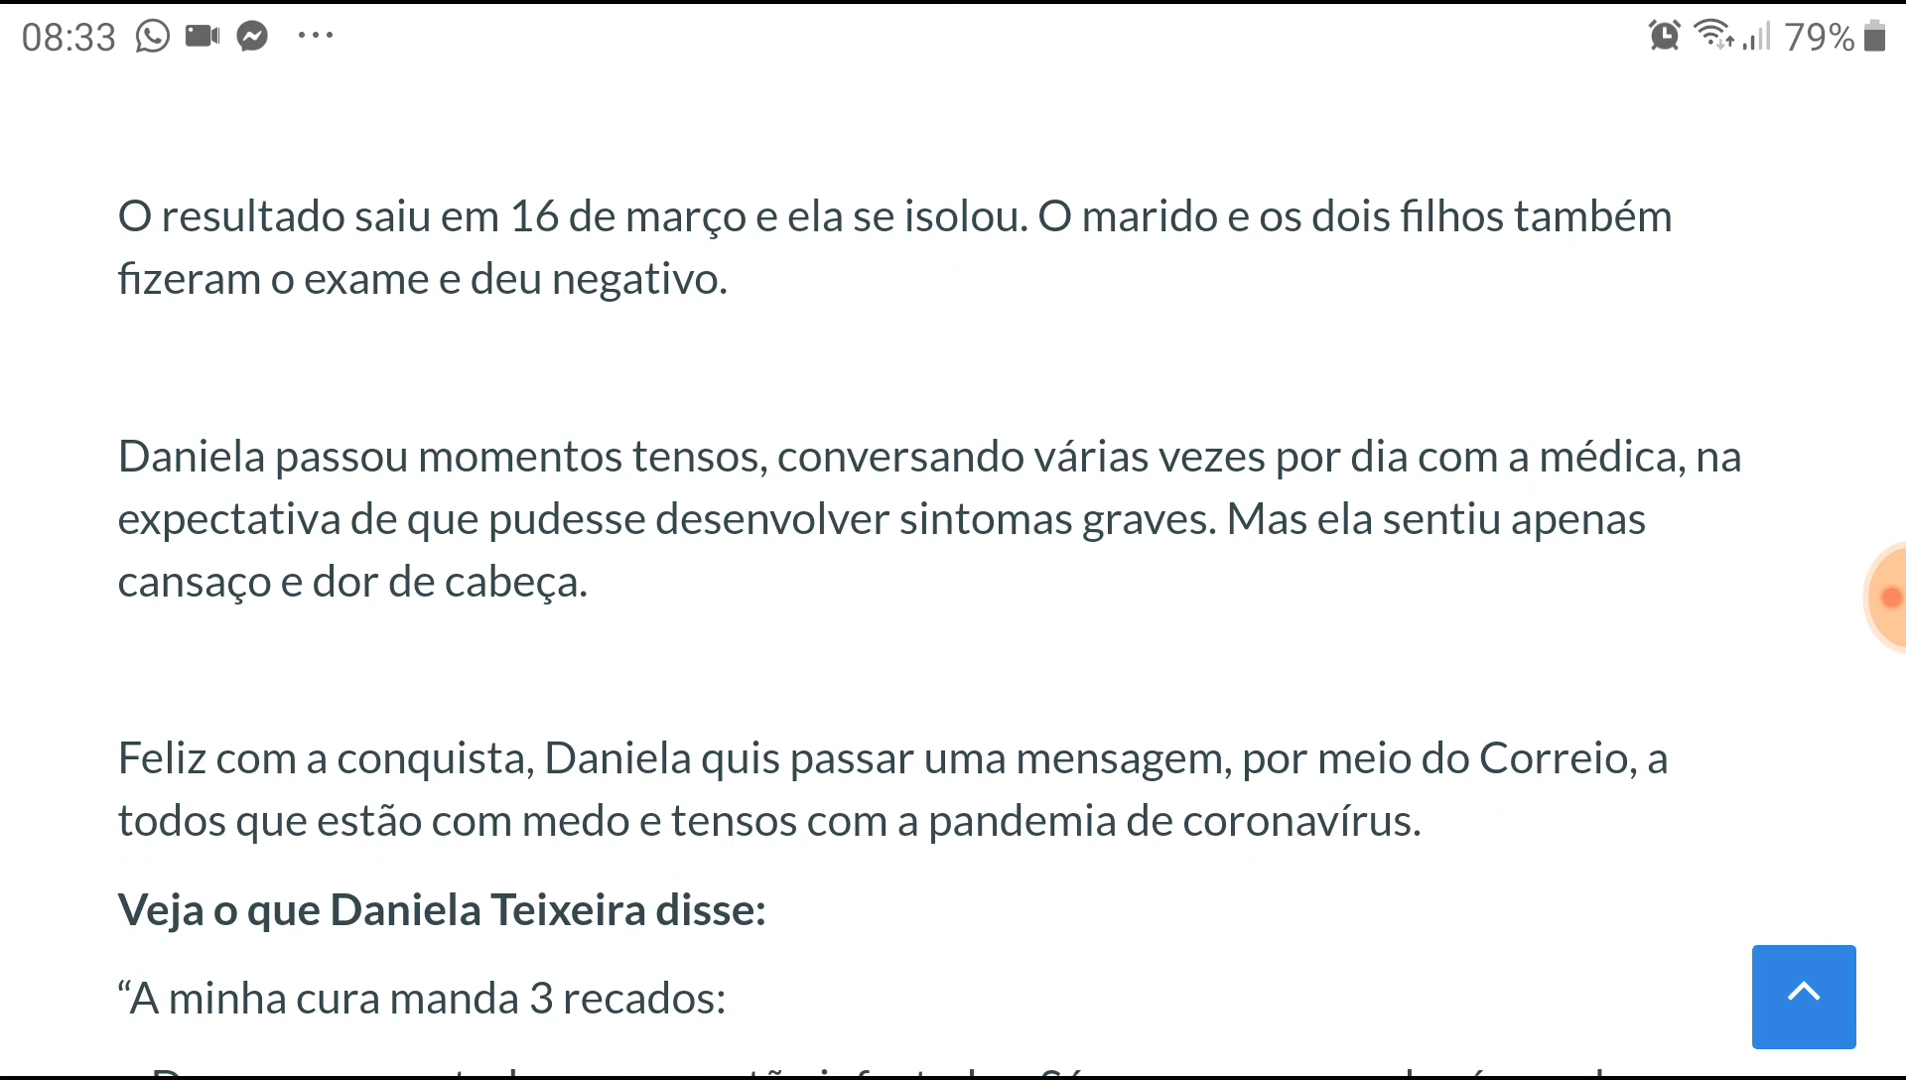 08:33 79%
O resultado saiu em 16 de março e ela se isolou. O marido e os dois filhos também
fizeram o exame e deu negativo.
Daniela passou momentos tensos, conversando várias vezes por dia com a médica, na
expectativa de que pudesse desenvolver sintomas graves. Mas ela sentiu apenas
cansaço e dor de cabeça.
Feliz com a conquista, Daniela quis passar uma mensagem, por meio do Correio, a
todos que estão com medo e tensos com a pandemia de coronavírus.
Veja o que Daniela Teixeira disse:
“A minha cura manda 3 recados: